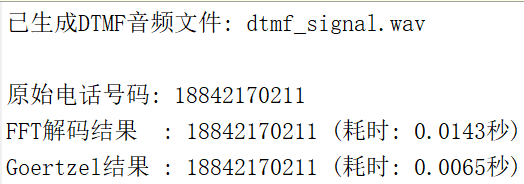 已生成DTMF音频文件: dtmf_signal.wav
原始电话号码: 18842170211
FFT解码结果  : 18842170211 (耗时: 0.0143秒)
Goertzel结果 : 18842170211 (耗时: 0.0065秒)